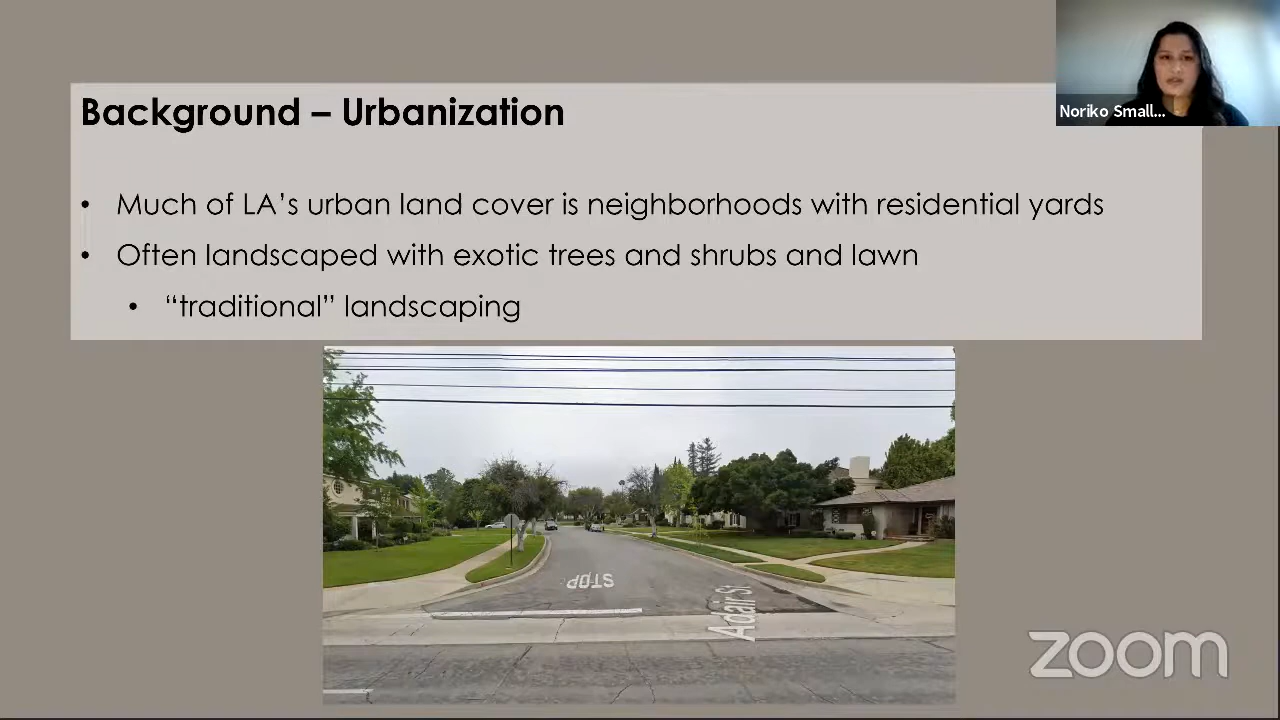 Background – Urbanization
Noriko Small...
• Much of LA’s urban land cover is neighborhoods with residential yards
• Often landscaped with exotic trees and shrubs and lawn
• “traditional” landscaping
STOP
Adair St
zoom